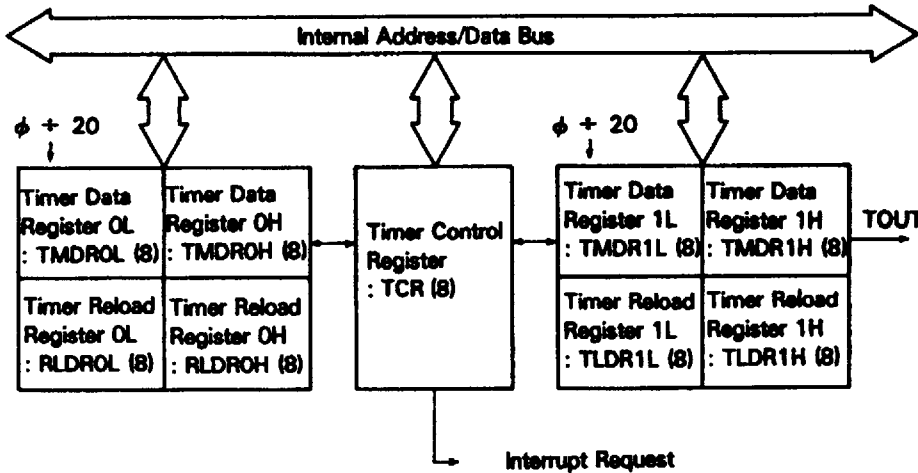 Internal Address/Data Bus
ϕ ÷ 20
ϕ ÷ 20
Timer Data
Register 0L
: TMDR0L (8)
Timer Data
Register 0H
: TMDR0H (8)
Timer Reload
Register 0L
: RLDR0L (8)
Timer Reload
Register 0H
: RLDR0H (8)
Timer Control
Register
: TCR (8)
Timer Data
Register 1L
: TMDR1L (8)
Timer Data
Register 1H
: TMDR1H (8)
TOUT
Timer Reload
Register 1L
: TLDR1L (8)
Timer Reload
Register 1H
: TLDR1H (8)
Interrupt Request